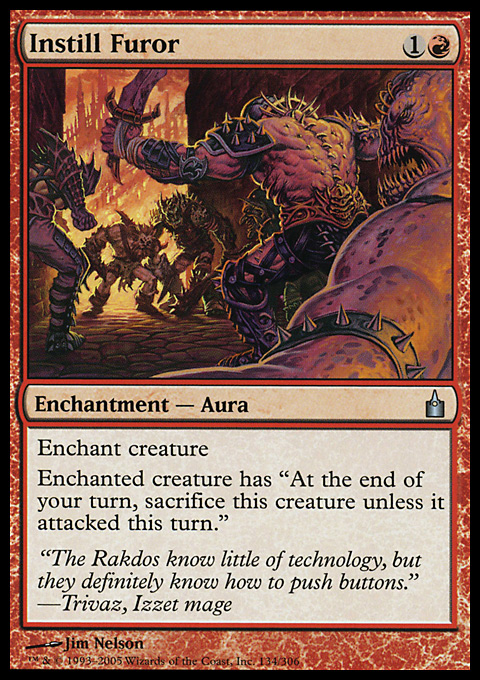 Instill Furor
1
Enchantment — Aura
Enchant creature
Enchanted creature has “At the end of
your turn, sacrifice this creature unless it
attacked this turn.”
“The Rakdos know little of technology, but
they definitely know how to push buttons.”
—Trivaz, Izzet mage
Jim Nelson
™ & © 1993–2005 Wizards of the Coast, Inc. 134/306